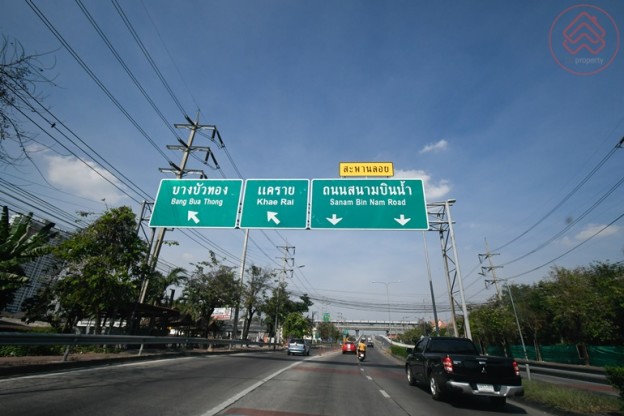 สะพานลอย
บางบัวทอง
Bang Bua Thong
แคราย
Khae Rai
ถนนสนามบินน้ำ
Sanam Bin Nam Road
property